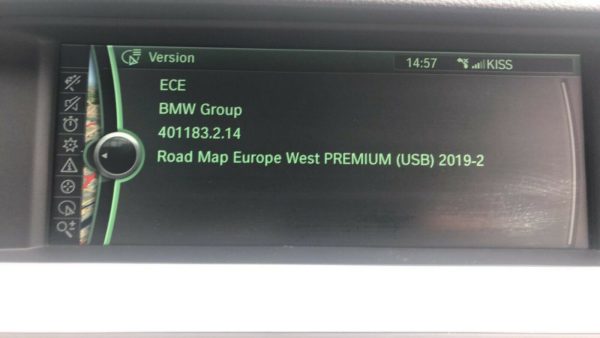 Version 14:57 KISS
ECE
BMW Group
401183.2.14
Road Map Europe West PREMIUM (USB) 2019-2